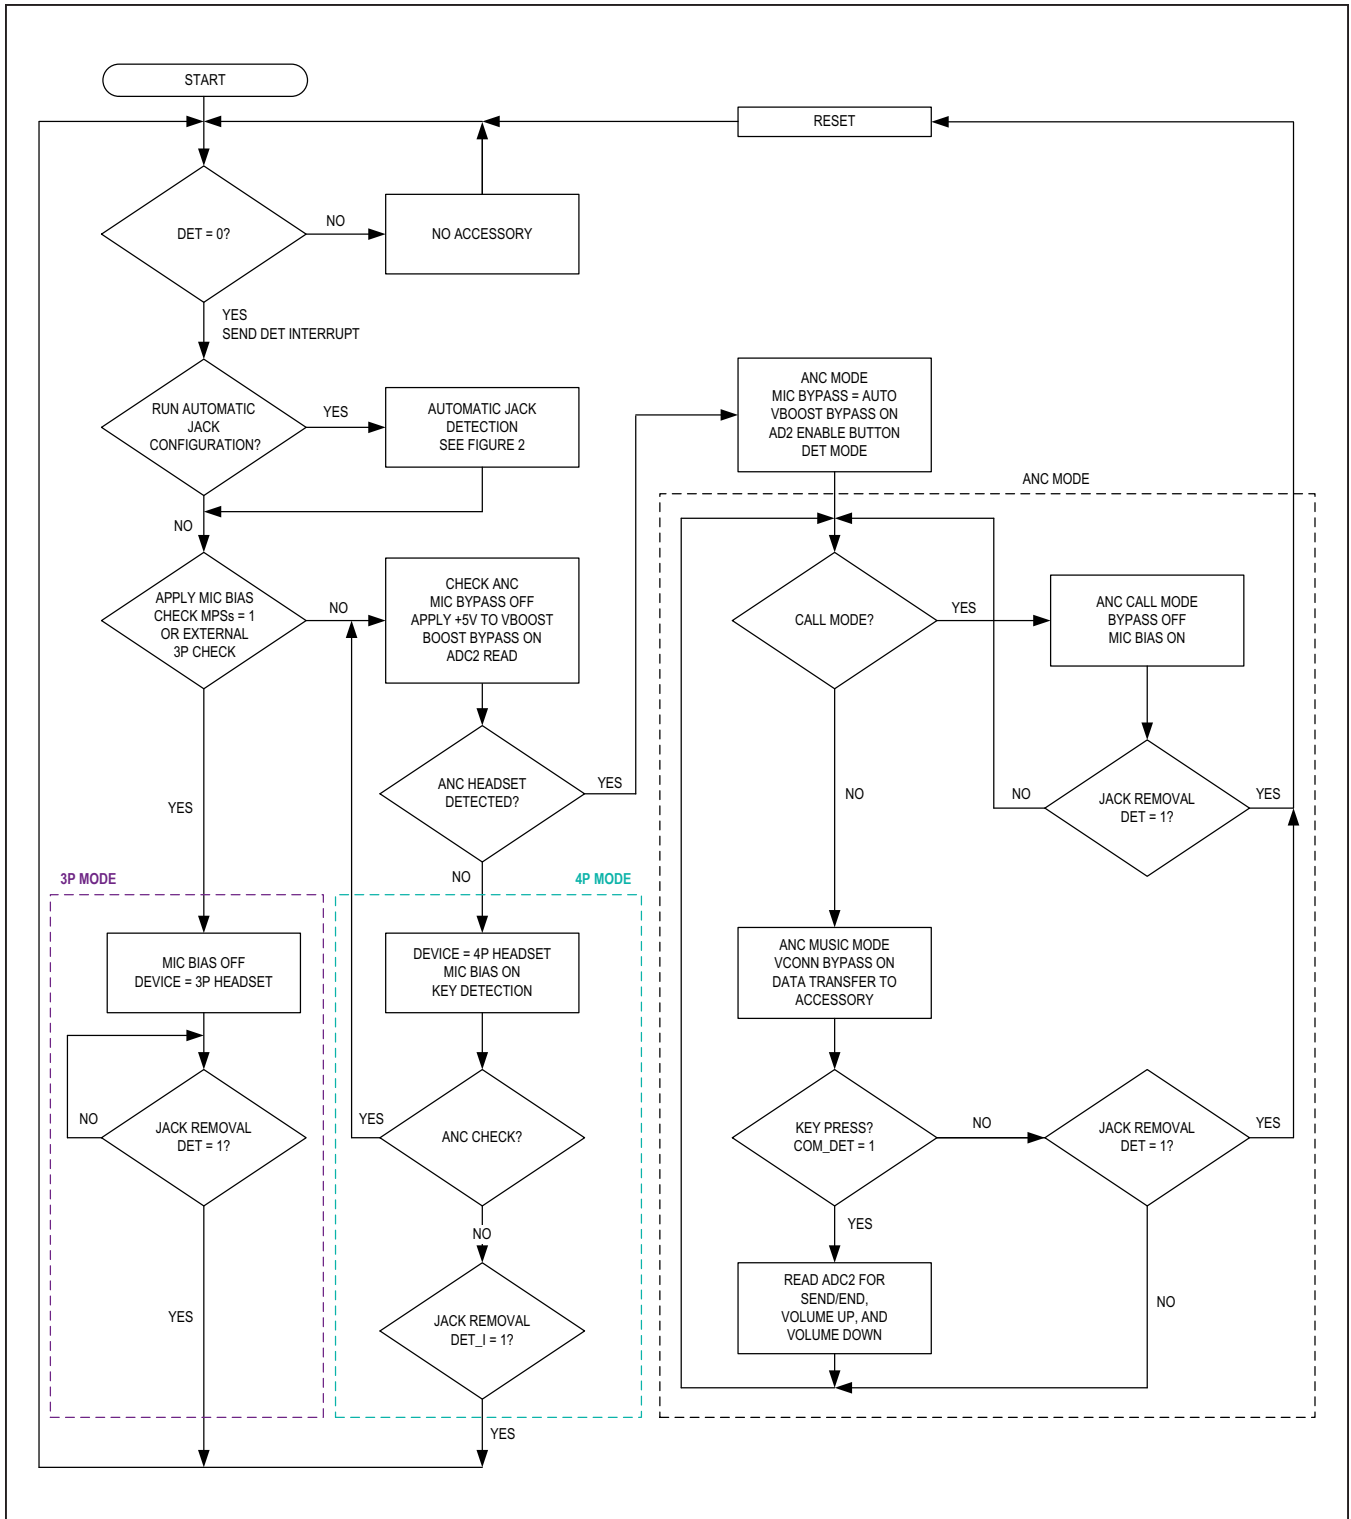 START
RESET
DET = 0?
NO
NO ACCESSORY
YES
SEND DET INTERRUPT
RUN AUTOMATIC
JACK
CONFIGURATION?
YES
AUTOMATIC JACK
DETECTION
SEE FIGURE 2
NO
APPLY MIC BIAS
CHECK MPSs = 1
OR EXTERNAL
3P CHECK
NO
CHECK ANC
MIC BYPASS OFF
APPLY +5V TO VBOOST
BOOST BYPASS ON
ADC2 READ
YES
ANC HEADSET
DETECTED?
YES
NO
3P MODE
MIC BIAS OFF
DEVICE = 3P HEADSET
NO
JACK REMOVAL
DET = 1?
YES
4P MODE
DEVICE = 4P HEADSET
MIC BIAS ON
KEY DETECTION
YES
ANC CHECK?
NO
JACK REMOVAL
DET_I = 1?
YES
ANC MODE
MIC BYPASS = AUTO
VBOOST BYPASS ON
AD2 ENABLE BUTTON
DET MODE
ANC MODE
CALL MODE?
YES
ANC CALL MODE
BYPASS OFF
MIC BIAS ON
NO
NO
JACK REMOVAL
DET = 1?
YES
ANC MUSIC MODE
VCONN BYPASS ON
DATA TRANSFER TO
ACCESSORY
KEY PRESS?
COM_DET = 1
NO
JACK REMOVAL
DET = 1?
YES
YES
READ ADC2 FOR
SEND/END,
VOLUME UP, AND
VOLUME DOWN
NO